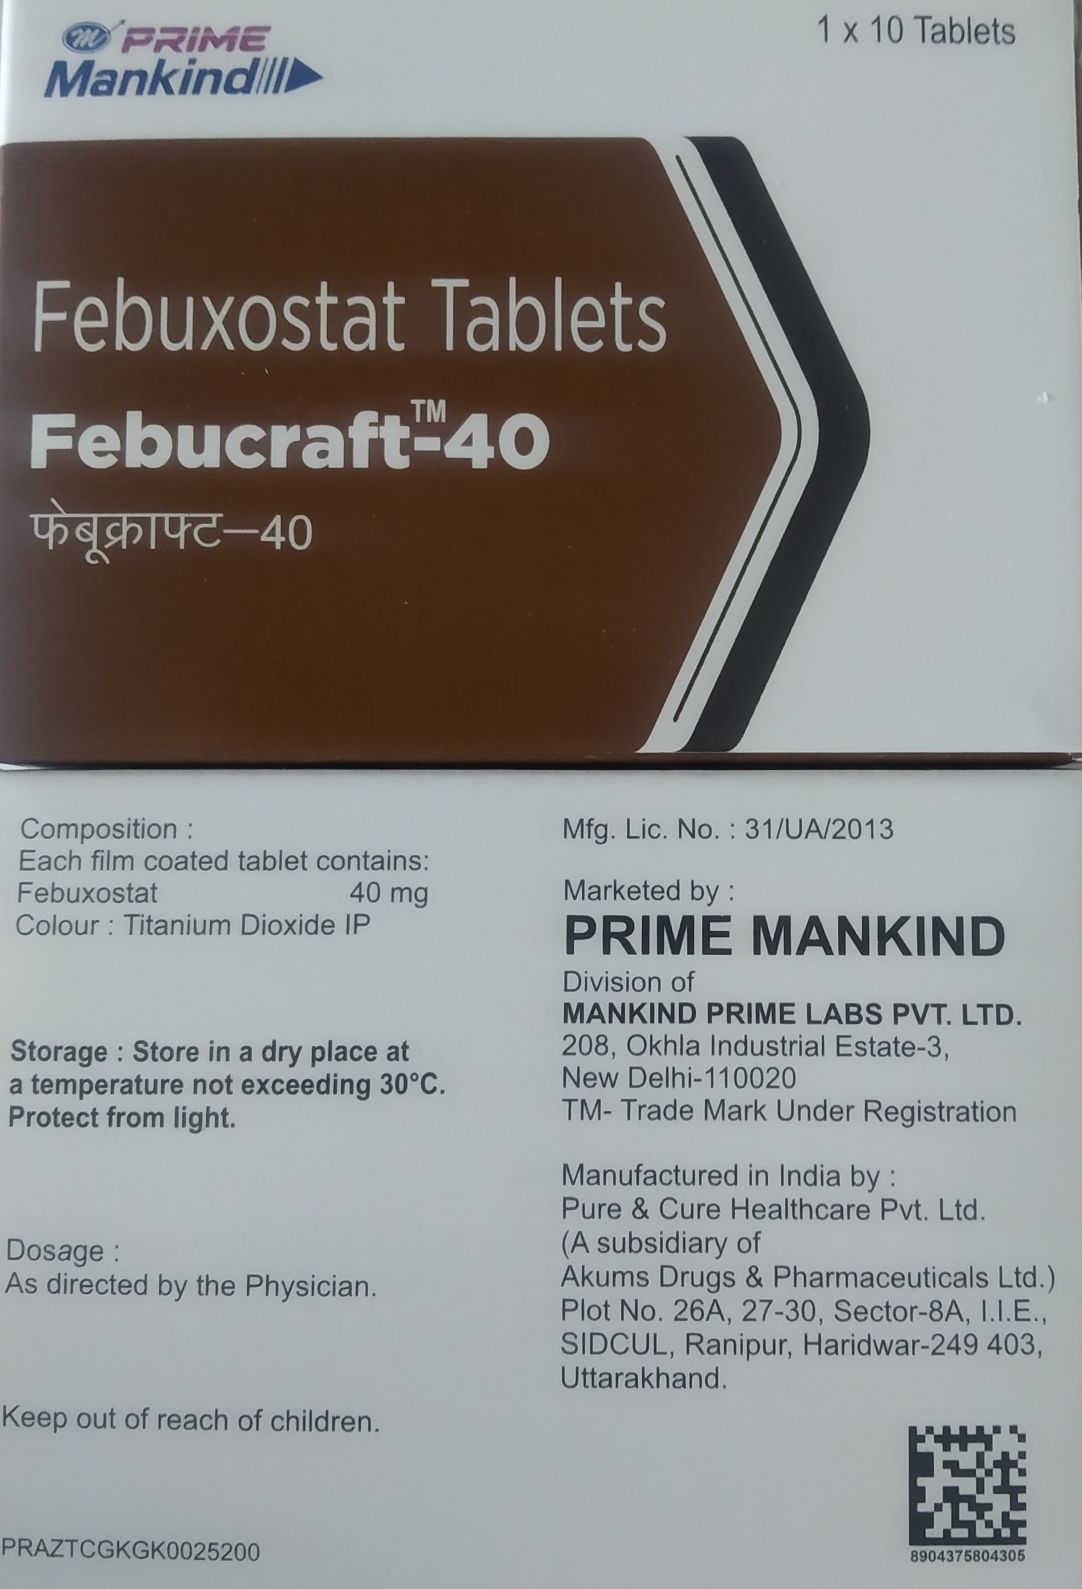 m PRIME
Mankind
1 x 10 Tablets
Febuxostat Tablets
Febucraft™-40
फेबूक्राफ्ट–40
Composition :
Each film coated tablet contains:
Febuxostat 40 mg
Colour : Titanium Dioxide IP
Storage : Store in a dry place at
a temperature not exceeding 30°C.
Protect from light.
Dosage :
As directed by the Physician.
Keep out of reach of children.
PRAZTCGKGK0025200
Mfg. Lic. No. : 31/UA/2013
Marketed by :
PRIME MANKIND
Division of
MANKIND PRIME LABS PVT. LTD.
208, Okhla Industrial Estate-3,
New Delhi-110020
TM- Trade Mark Under Registration
Manufactured in India by :
Pure & Cure Healthcare Pvt. Ltd.
(A subsidiary of
Akums Drugs & Pharmaceuticals Ltd.)
Plot No. 26A, 27-30, Sector-8A, I.I.E.,
SIDCUL, Ranipur, Haridwar-249 403,
Uttarakhand.
8904375804305